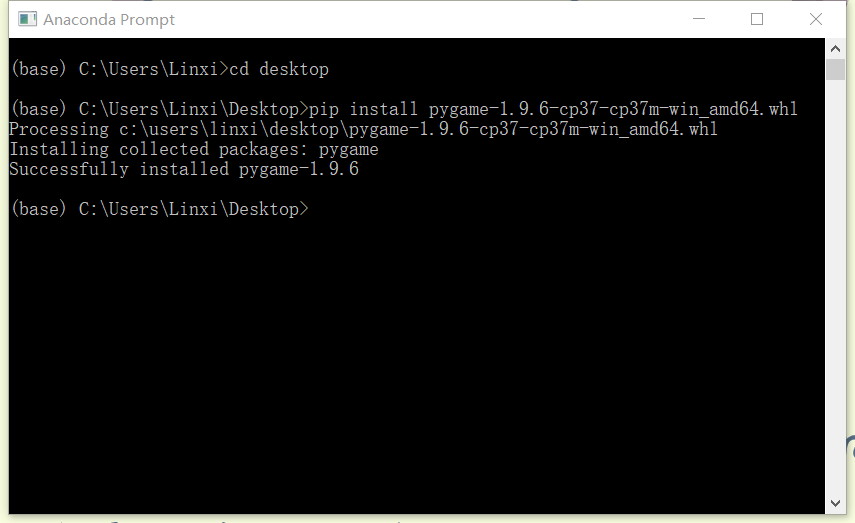 Anaconda Prompt
(base) C:\Users\Linxi>cd desktop
(base) C:\Users\Linxi\Desktop>pip install pygame-1.9.6-cp37-cp37m-win_amd64.whl
Processing c:\users\linxi\desktop\pygame-1.9.6-cp37-cp37m-win_amd64.whl
Installing collected packages: pygame
Successfully installed pygame-1.9.6
(base) C:\Users\Linxi\Desktop>